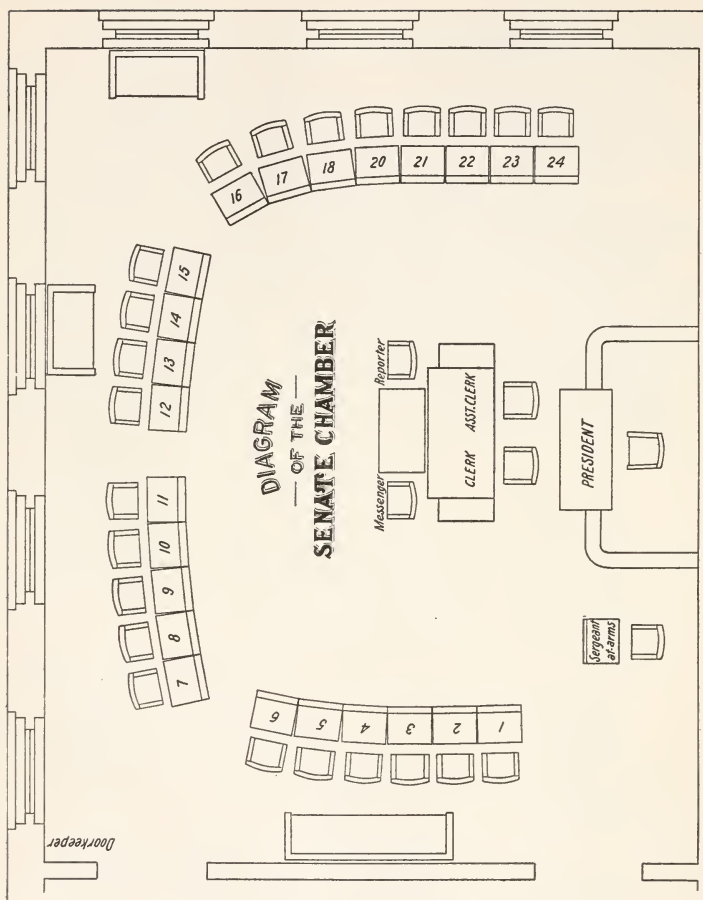 DIAGRAM
— OF THE —
SENATE CHAMBER
16
17
18
20
21
22
23
24
15
14
13
12
11
10
9
8
7
6
5
4
3
2
1
Reporter
Messenger
CLERK ASST. CLERK
PRESIDENT
Sergeant
at-arms
Doorkeeper